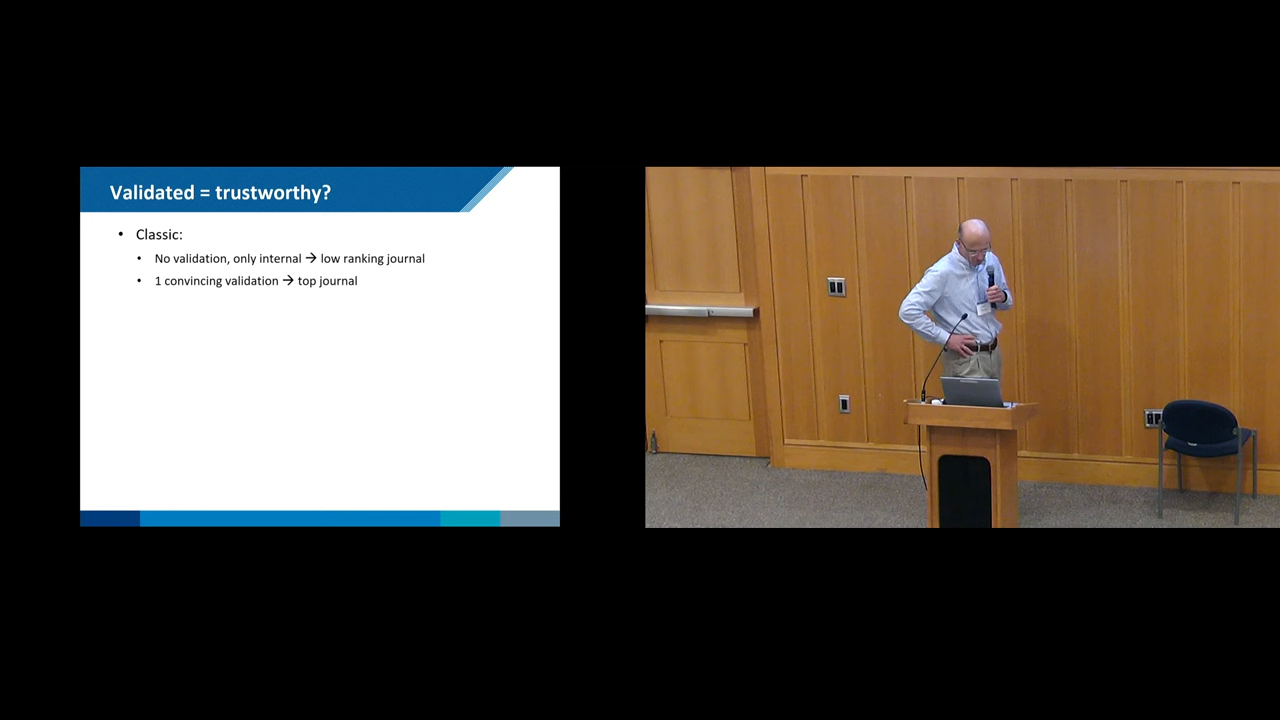 Validated = trustworthy?
• Classic:
• No validation, only internal → low ranking journal
• 1 convincing validation → top journal